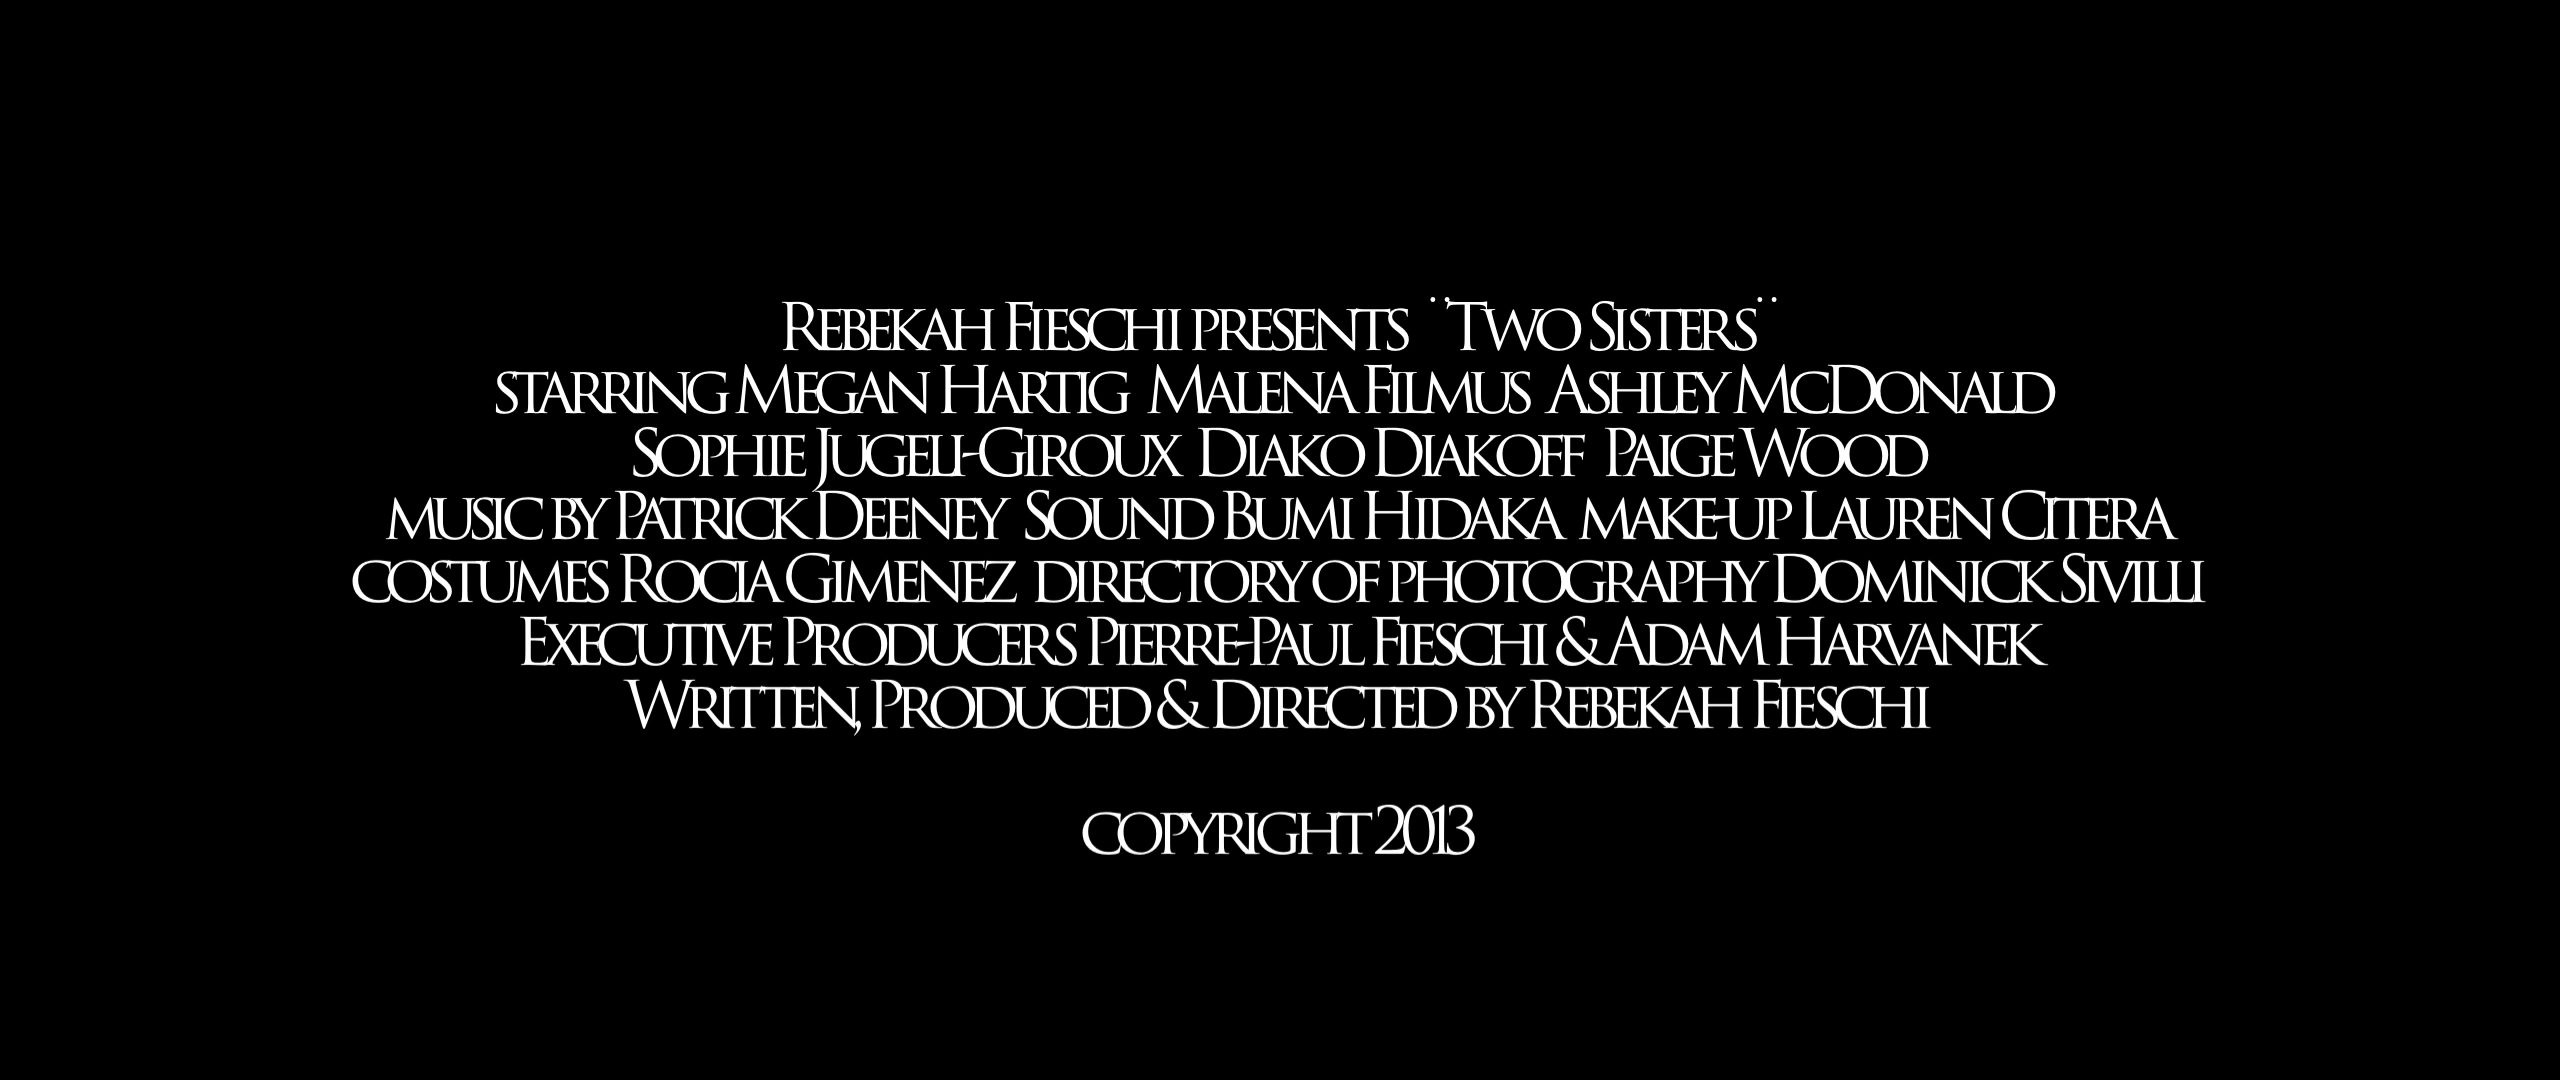 Rebekah Fieschi presents ¨Two Sisters¨
starring Megan Hartig Malena Filmus Ashley McDonald
Sophie Jugeli-Giroux Diako Diakoff Paige Wood
music by Patrick Deeney Sound Bumi Hidaka make-up Lauren Citera
costumes Rocia Gimenez directory of photography Dominick Sivilli
Executive Producers Pierre-Paul Fieschi & Adam Harvanek
Written, Produced & Directed by Rebekah Fieschi
copyright 2013